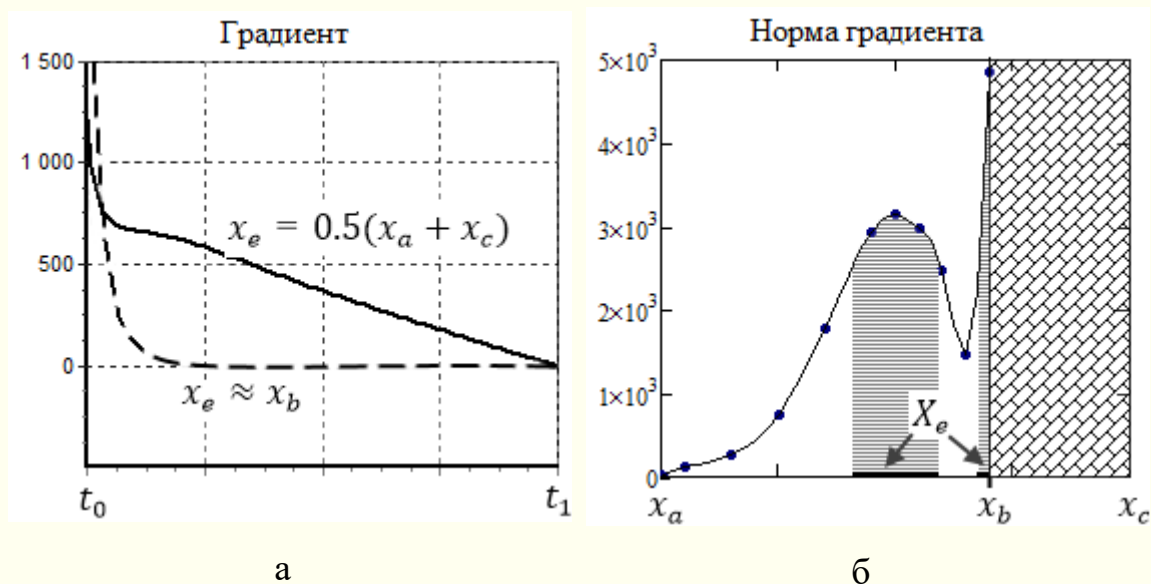 Градиент
1 500
1 000
500
0
x_e = 0.5(x_a + x_c)
x_e ≈ x_b
t_0 t_1
а
Норма градиента
5×10³
4×10³
3×10³
2×10³
1×10³
0
X_e
x_a x_b x_c
б